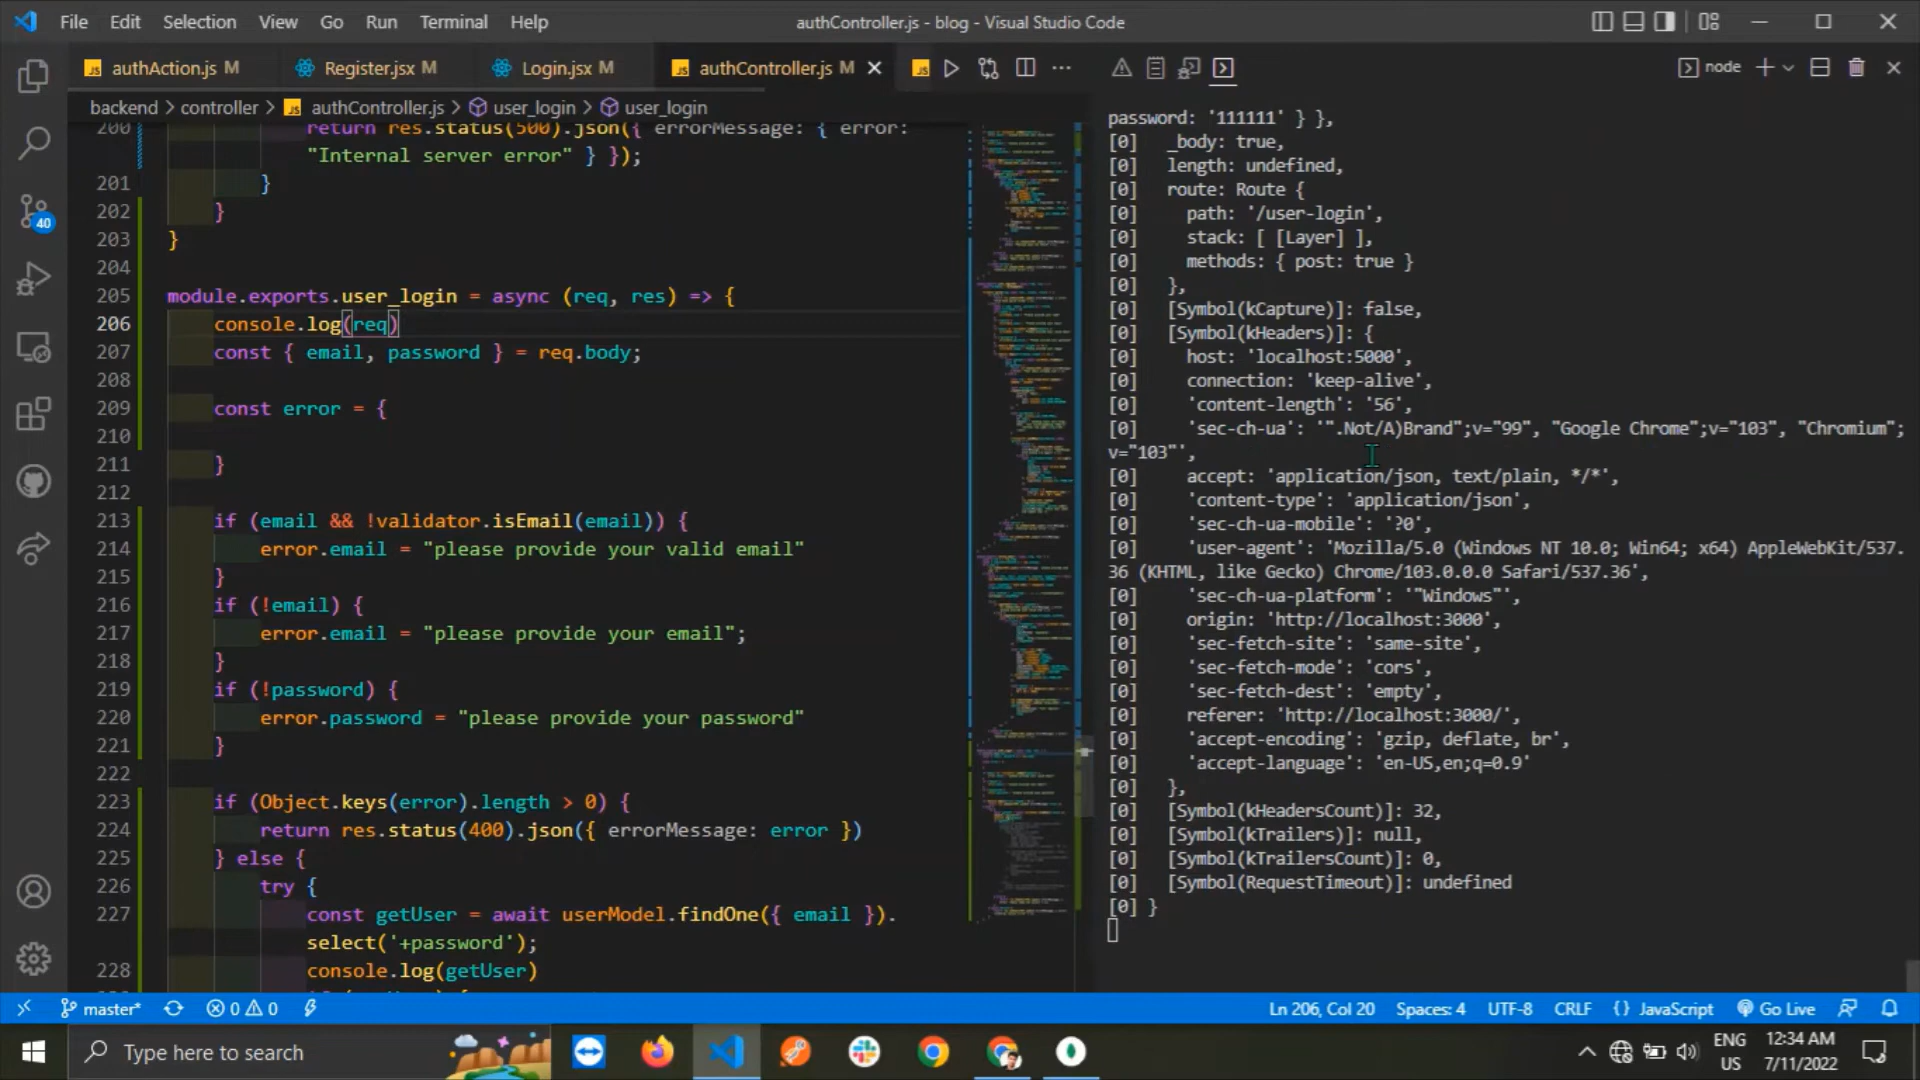 File Edit Selection View Go Run Terminal Help
authController.js - blog - Visual Studio Code
authAction.js M
Register.jsx M
Login.jsx M
authController.js M
node
backend > controller > authController.js > user_login > user_login
200 return res.status(500).json({ errorMessage: { error:
"Internal server error" } });
201 }
202 }
203 }
204
205 module.exports.user_login = async (req, res) => {
206 console.log(req)
207 const { email, password } = req.body;
208
209 const error = {
210
211 }
212
213 if (email && !validator.isEmail(email)) {
214 error.email = "please provide your valid email"
215 }
216 if (!email) {
217 error.email = "please provide your email";
218 }
219 if (!password) {
220 error.password = "please provide your password"
221 }
222
223 if (Object.keys(error).length > 0) {
224 return res.status(400).json({ errorMessage: error })
225 } else {
226 try {
227 const getUser = await userModel.findOne({ email }).
select('+password');
228 console.log(getUser)
password: '111111' } },
[0] _body: true,
[0] length: undefined,
[0] route: Route {
[0] path: '/user-login',
[0] stack: [ [Layer] ],
[0] methods: { post: true }
[0] },
[0] [Symbol(kCapture)]: false,
[0] [Symbol(kHeaders)]: {
[0] host: 'localhost:5000',
[0] connection: 'keep-alive',
[0] 'content-length': '56',
[0] 'sec-ch-ua': '".Not/A)Brand";v="99", "Google Chrome";v="103", "Chromium";
v="103"',
[0] accept: 'application/json, text/plain, */*',
[0] 'content-type': 'application/json',
[0] 'sec-ch-ua-mobile': '?0',
[0] 'user-agent': 'Mozilla/5.0 (Windows NT 10.0; Win64; x64) AppleWebKit/537.
36 (KHTML, like Gecko) Chrome/103.0.0.0 Safari/537.36',
[0] 'sec-ch-ua-platform': '"Windows"',
[0] origin: 'http://localhost:3000',
[0] 'sec-fetch-site': 'same-site',
[0] 'sec-fetch-mode': 'cors',
[0] 'sec-fetch-dest': 'empty',
[0] referer: 'http://localhost:3000/',
[0] 'accept-encoding': 'gzip, deflate, br',
[0] 'accept-language': 'en-US,en;q=0.9'
[0] },
[0] [Symbol(kHeadersCount)]: 32,
[0] [Symbol(kTrailers)]: null,
[0] [Symbol(kTrailersCount)]: 0,
[0] [Symbol(RequestTimeout)]: undefined
[0] }
40
master* 0 0
Ln 206, Col 20 Spaces: 4 UTF-8 CRLF {} JavaScript Go Live
Type here to search
ENG
US
12:34 AM
7/11/2022